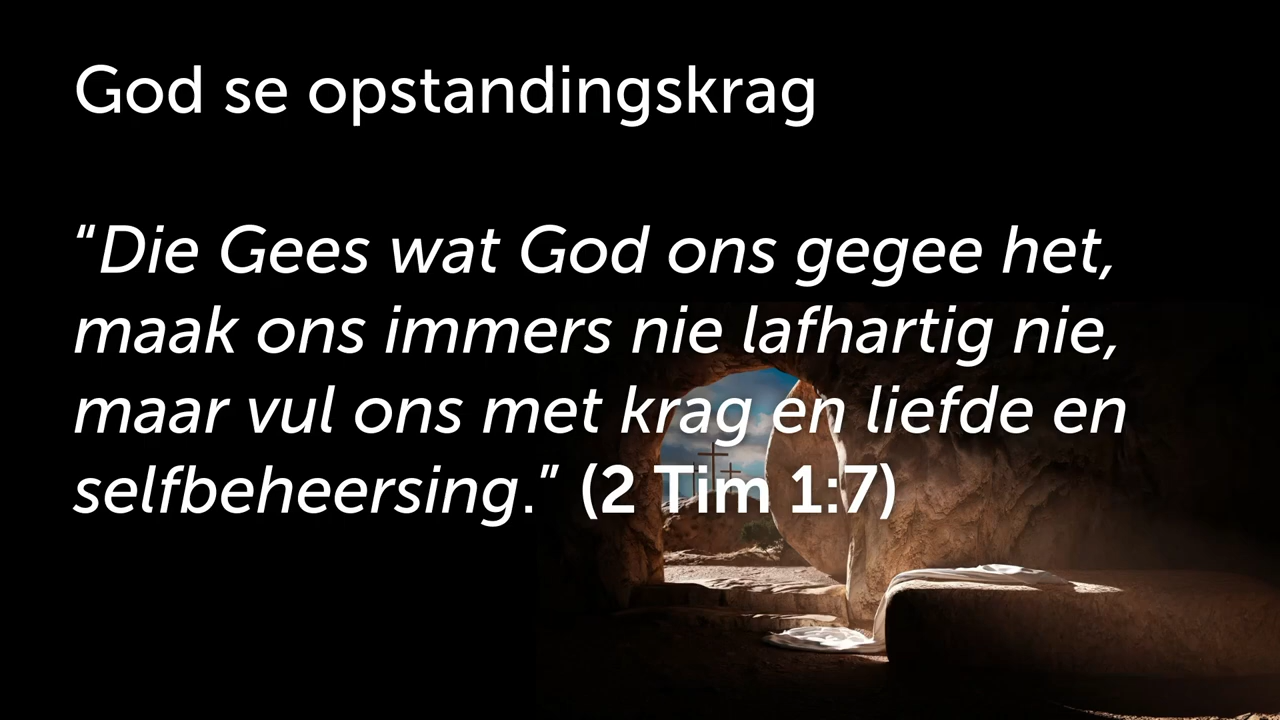 God se opstandingskrag
“Die Gees wat God ons gegee het,
maak ons immers nie lafhartig nie,
maar vul ons met krag en liefde en
selfbeheersing.” (2 Tim 1:7)